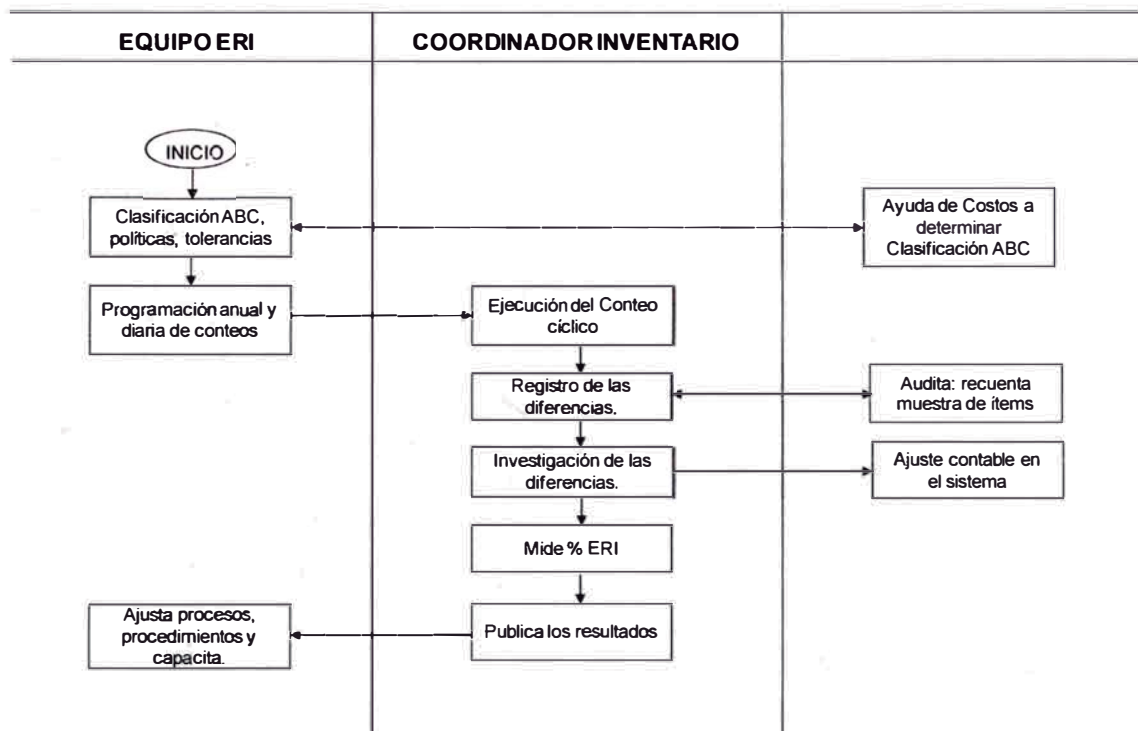 EQUIPO ERI
COORDINADOR INVENTARIO
INICIO
Clasificación ABC,
políticas, tolerancias
Ayuda de Costos a
determinar
Clasificación ABC
Programación anual y
diaria de conteos
Ejecución del Conteo
cíclico
Registro de las
diferencias.
Audita: recuenta
muestra de ítems
Investigación de las
diferencias.
Ajuste contable en
el sistema
Mide % ERI
Ajusta procesos,
procedimientos y
capacita.
Publica los resultados